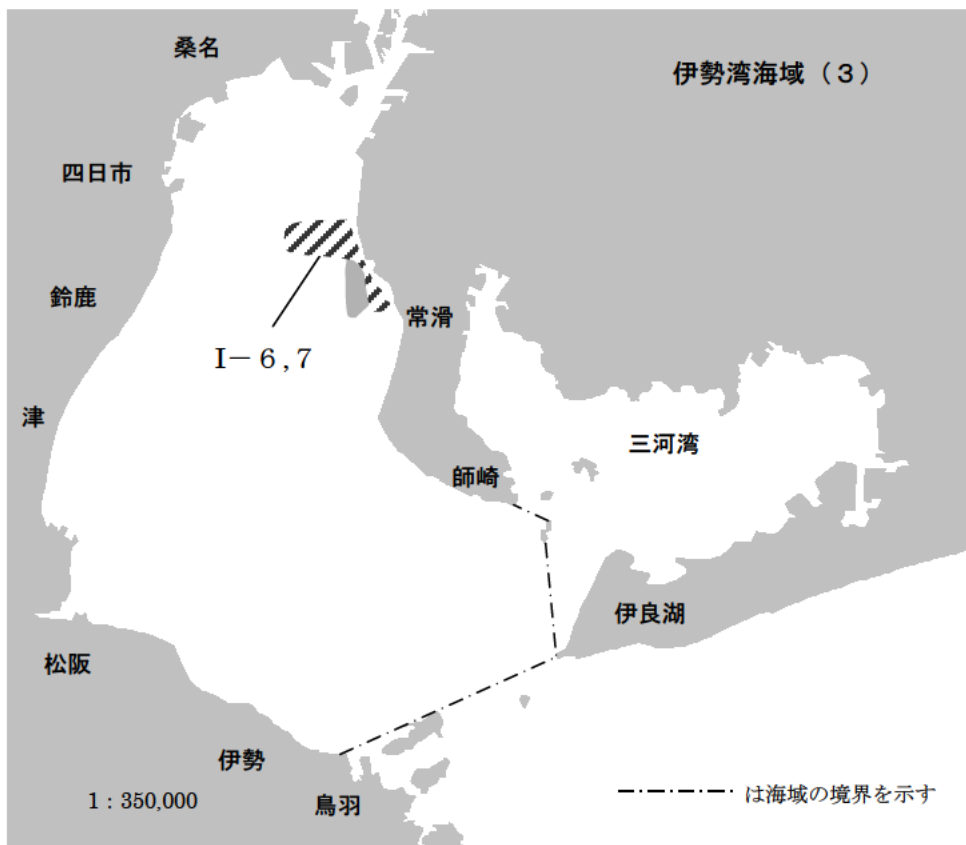 桑名
伊勢湾海域（３）
四日市
鈴鹿
常滑
I－６,７
津
三河湾
師崎
伊良湖
松阪
伊勢
1：350,000
鳥羽
は海域の境界を示す